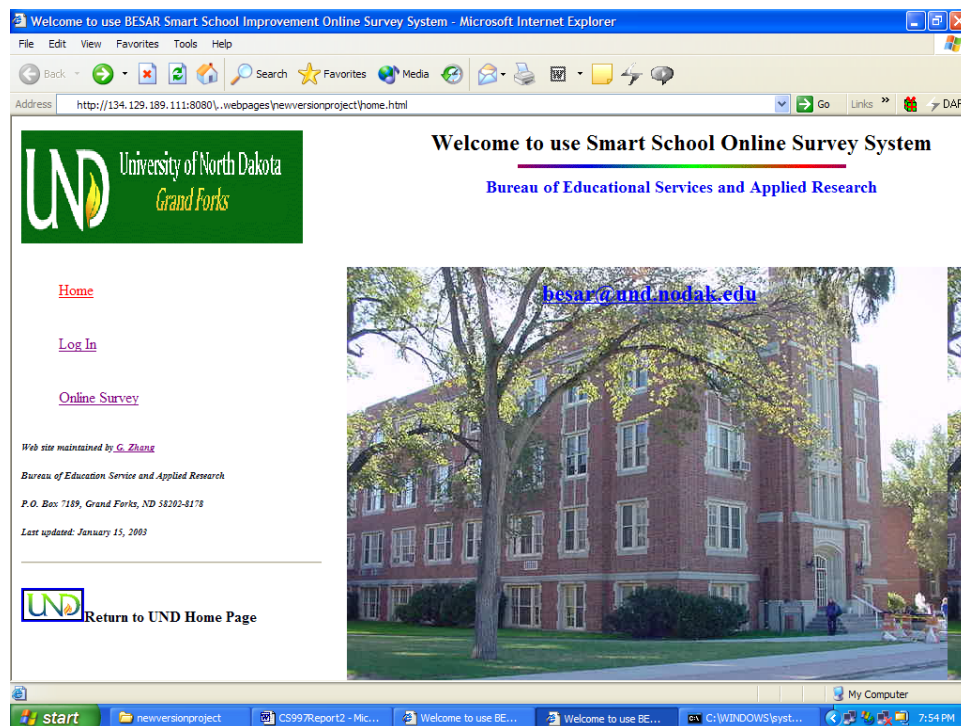 Welcome to use BESAR Smart School Improvement Online Survey System - Microsoft Internet Explorer
File Edit View Favorites Tools Help
Back Search Favorites Media
Address http://134.129.189.111:8080\..webpages\newversionproject\home.html Go Links » DAP
University of North Dakota
UND
Grand Forks
Welcome to use Smart School Online Survey System
Bureau of Educational Services and Applied Research
besar@und.nodak.edu
Home
Log In
Online Survey
Web site maintained by G. Zhang
Bureau of Education Service and Applied Research
P.O. Box 7189, Grand Forks, ND 58202-8178
Last updated: January 15, 2003
UND Return to UND Home Page
My Computer
start newversionproject CS997Report2 - Mic... Welcome to use BE... Welcome to use BE... C:\WINDOWS\syst... 7:54 PM